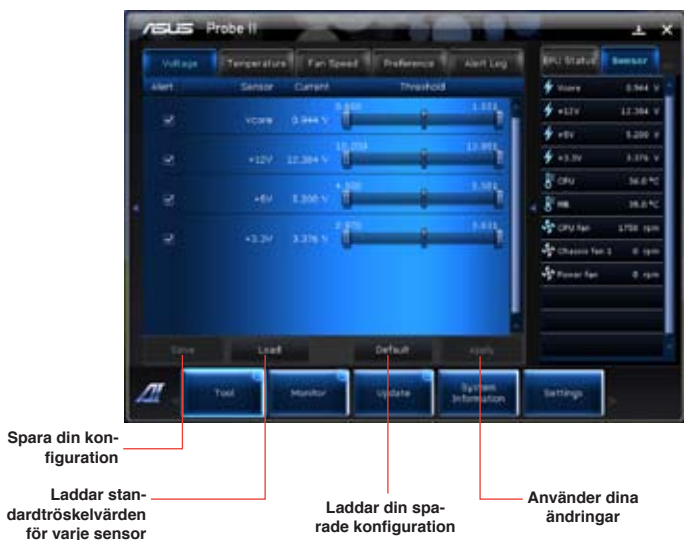 ASUS Probe II
Voltage Temperature Fan Speed Preference Alert Log
EPU Status Sensor
Alert Sensor Current Threshold
Vcore 0.944 V
+12V 12.384 V
+5V 5.200 V
+3.3V 3.376 V
Vcore 0.944 V
+12V 12.384 V
+5V 5.200 V
+3.3V 3.376 V
CPU
MB
CPU Fan 1758 rpm
Chassis Fan 1 0 rpm
Power Fan 0 rpm
Save Load Default Apply
Tool Monitor Update System Information Settings
Spara din kon-
figuration
Laddar stan-
dardtröskelvärden
för varje sensor
Laddar din spa-
rade konfiguration
Använder dina
ändringar